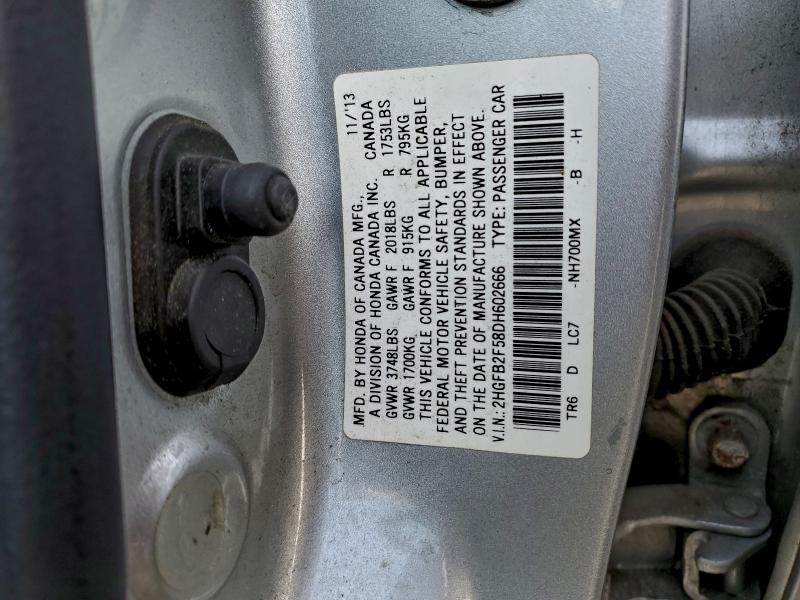 MFD. BY HONDA OF CANADA MFG., 11/'13
A DIVISION OF HONDA CANADA INC. CANADA
GVWR 3748LBS GAWR F 2018LBS R 1753LBS
GVWR 1700KG GAWR F 915KG R 795KG
THIS VEHICLE CONFORMS TO ALL APPLICABLE
FEDERAL MOTOR VEHICLE SAFETY, BUMPER,
AND THEFT PREVENTION STANDARDS IN EFFECT
ON THE DATE OF MANUFACTURE SHOWN ABOVE.
V.I.N.: 2HGFB2F58DH602666 TYPE: PASSENGER CAR
TR6 D LC7 -NH700MX -B -H